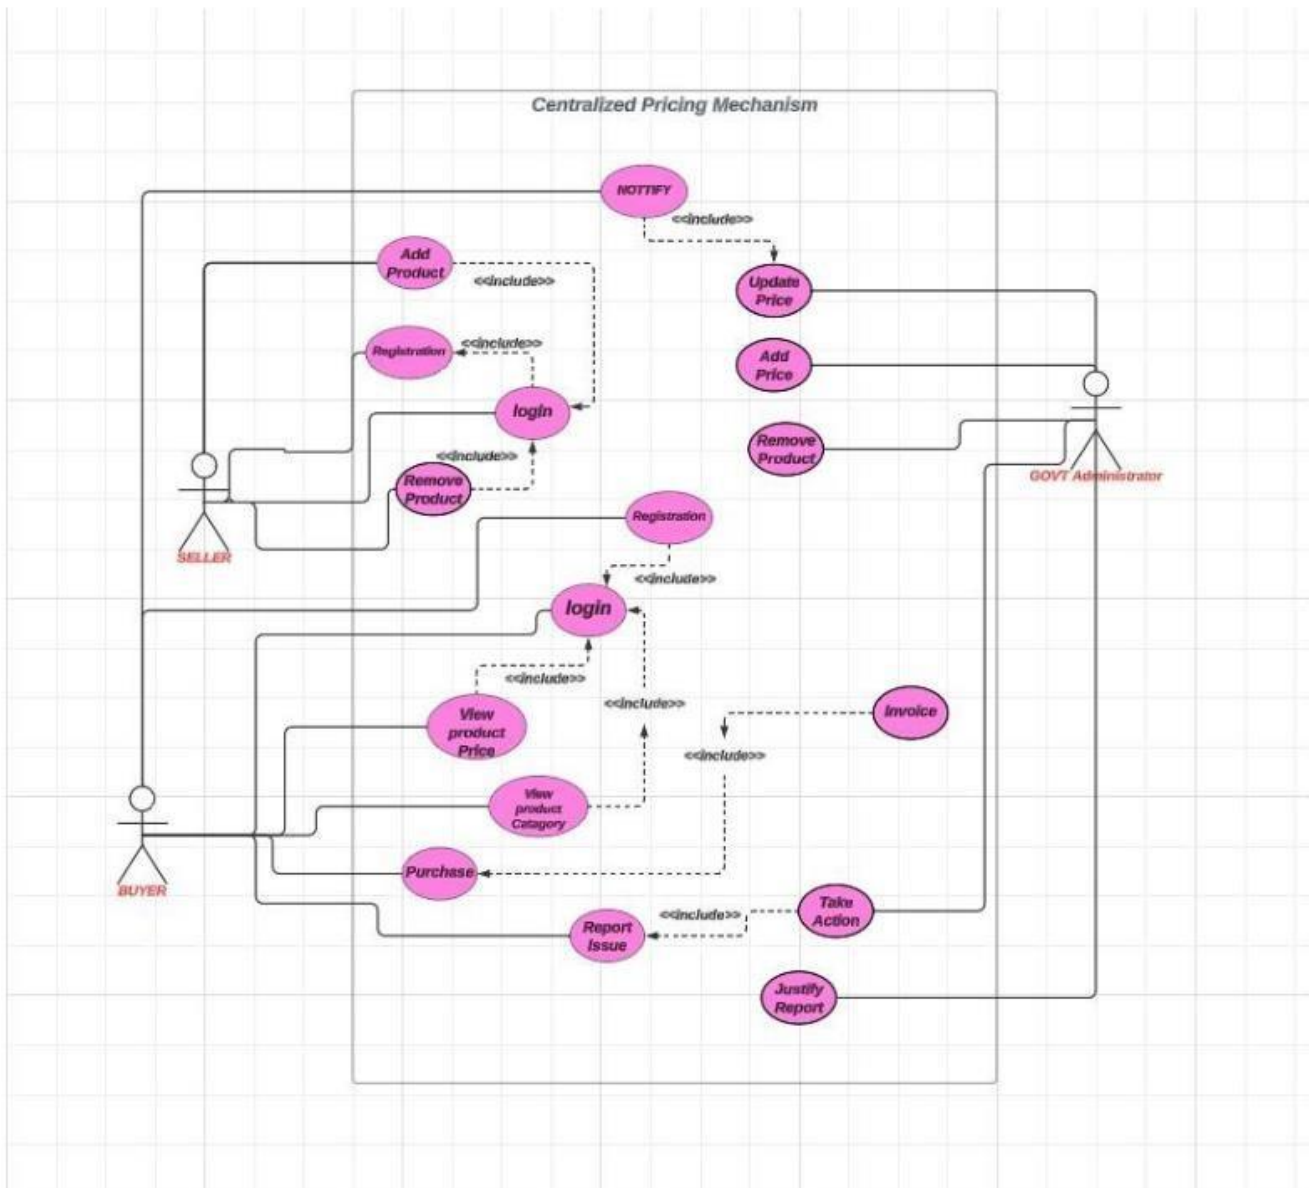 Centralized Pricing Mechanism
NOTTIFY
<<include>>
Add
Product
<<include>>
Update
Price
Registration
<<include>>
Add
Price
login
<<include>>
Remove
Product
Remove
Product
GOVT Administrator
SELLER
Registration
<<include>>
login
<<include>>
<<include>>
View
product
Price
Invoice
<<include>>
View
product
Catagory
Purchase
BUYER
Take
Action
<<include>>
Report
Issue
Justify
Report